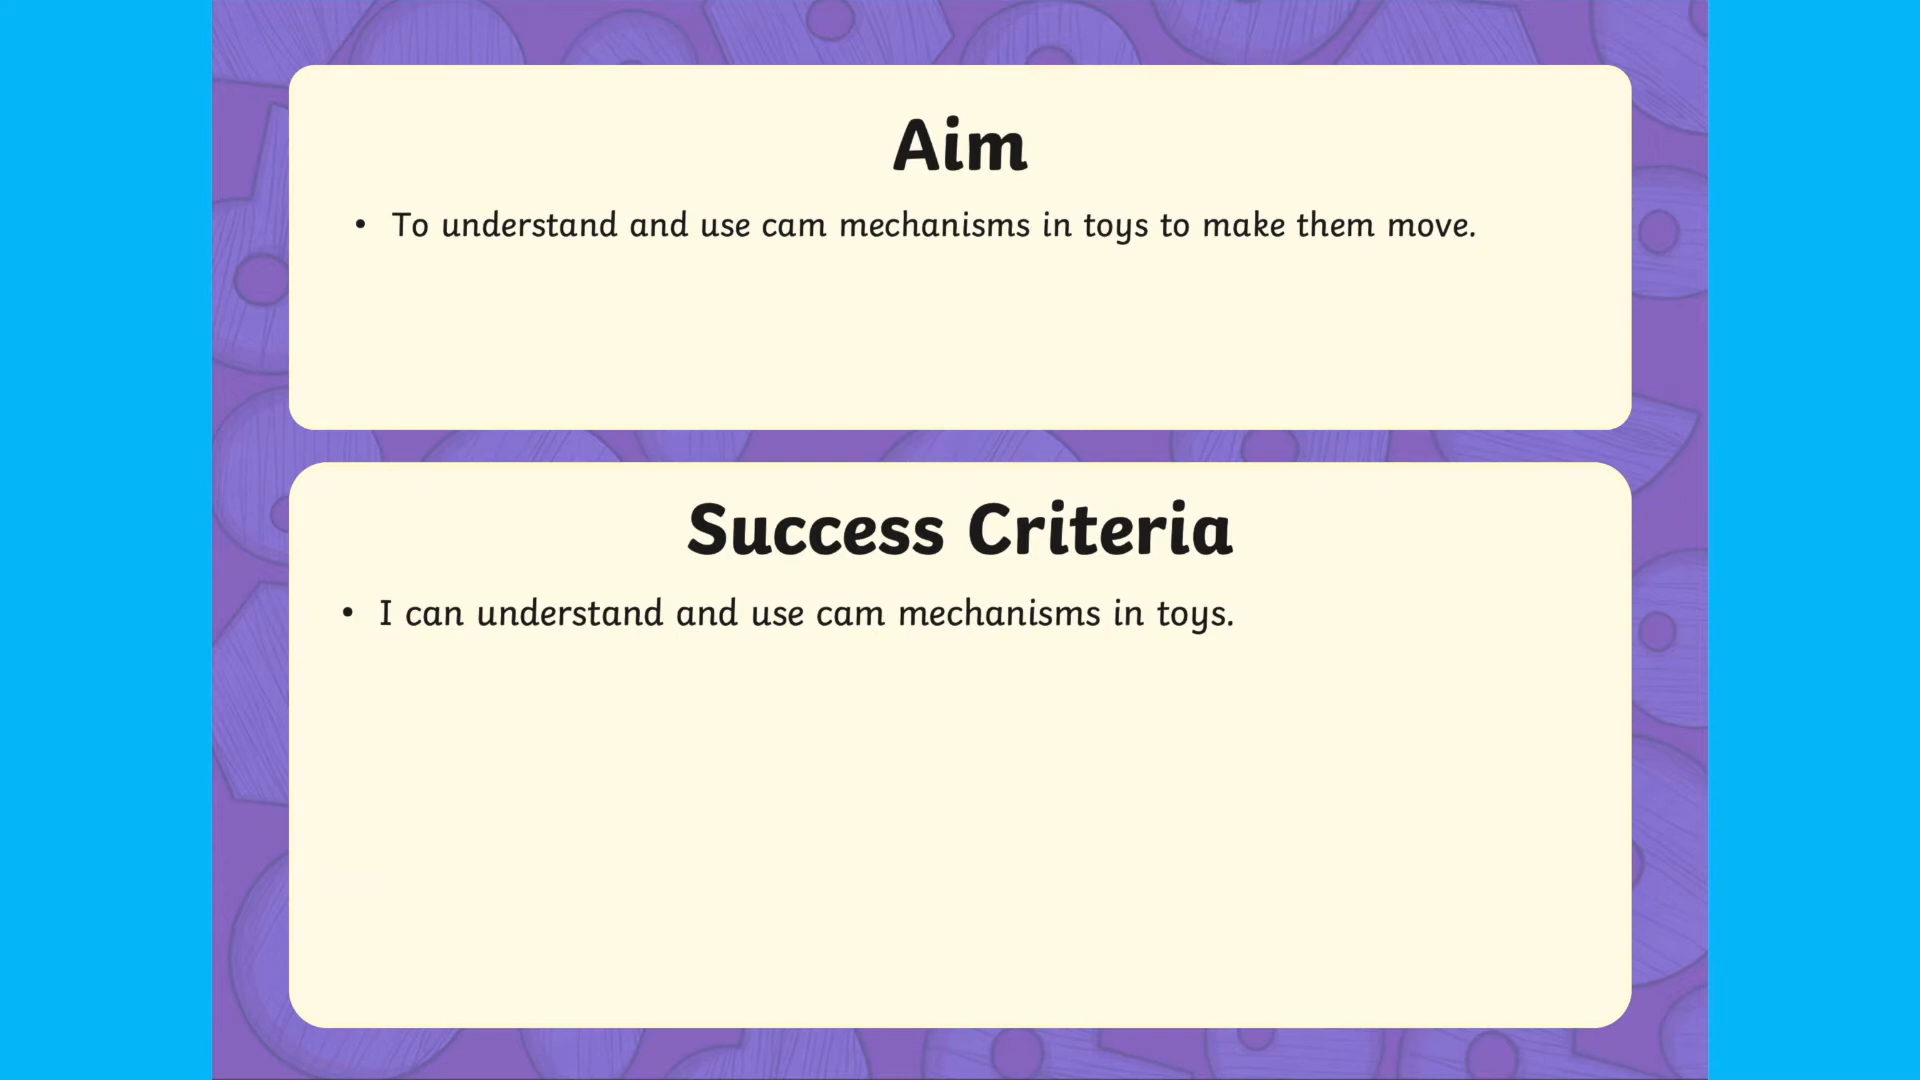 Aim
• To understand and use cam mechanisms in toys to make them move.
Success Criteria
• I can understand and use cam mechanisms in toys.